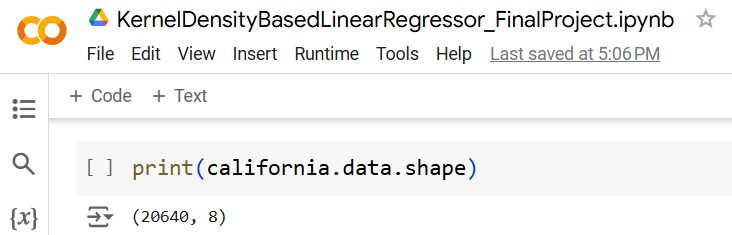 KernelDensityBasedLinearRegressor_FinalProject.ipynb
File Edit View Insert Runtime Tools Help Last saved at 5:06 PM
+ Code + Text
[ ] print(california.data.shape)
{x} (20640, 8)